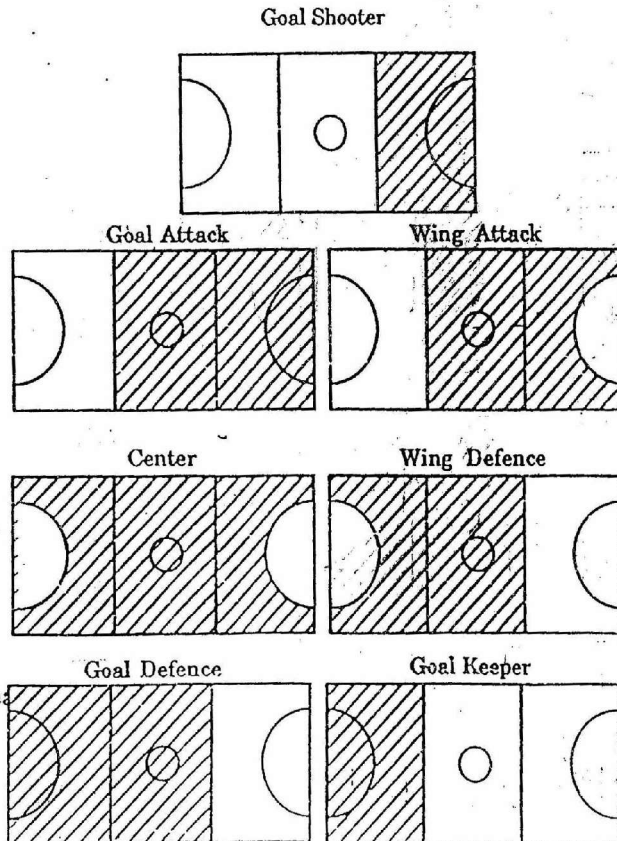 Goal Shooter
Goal Attack
Wing Attack
Center
Wing Defence
Goal Defence
Goal Keeper